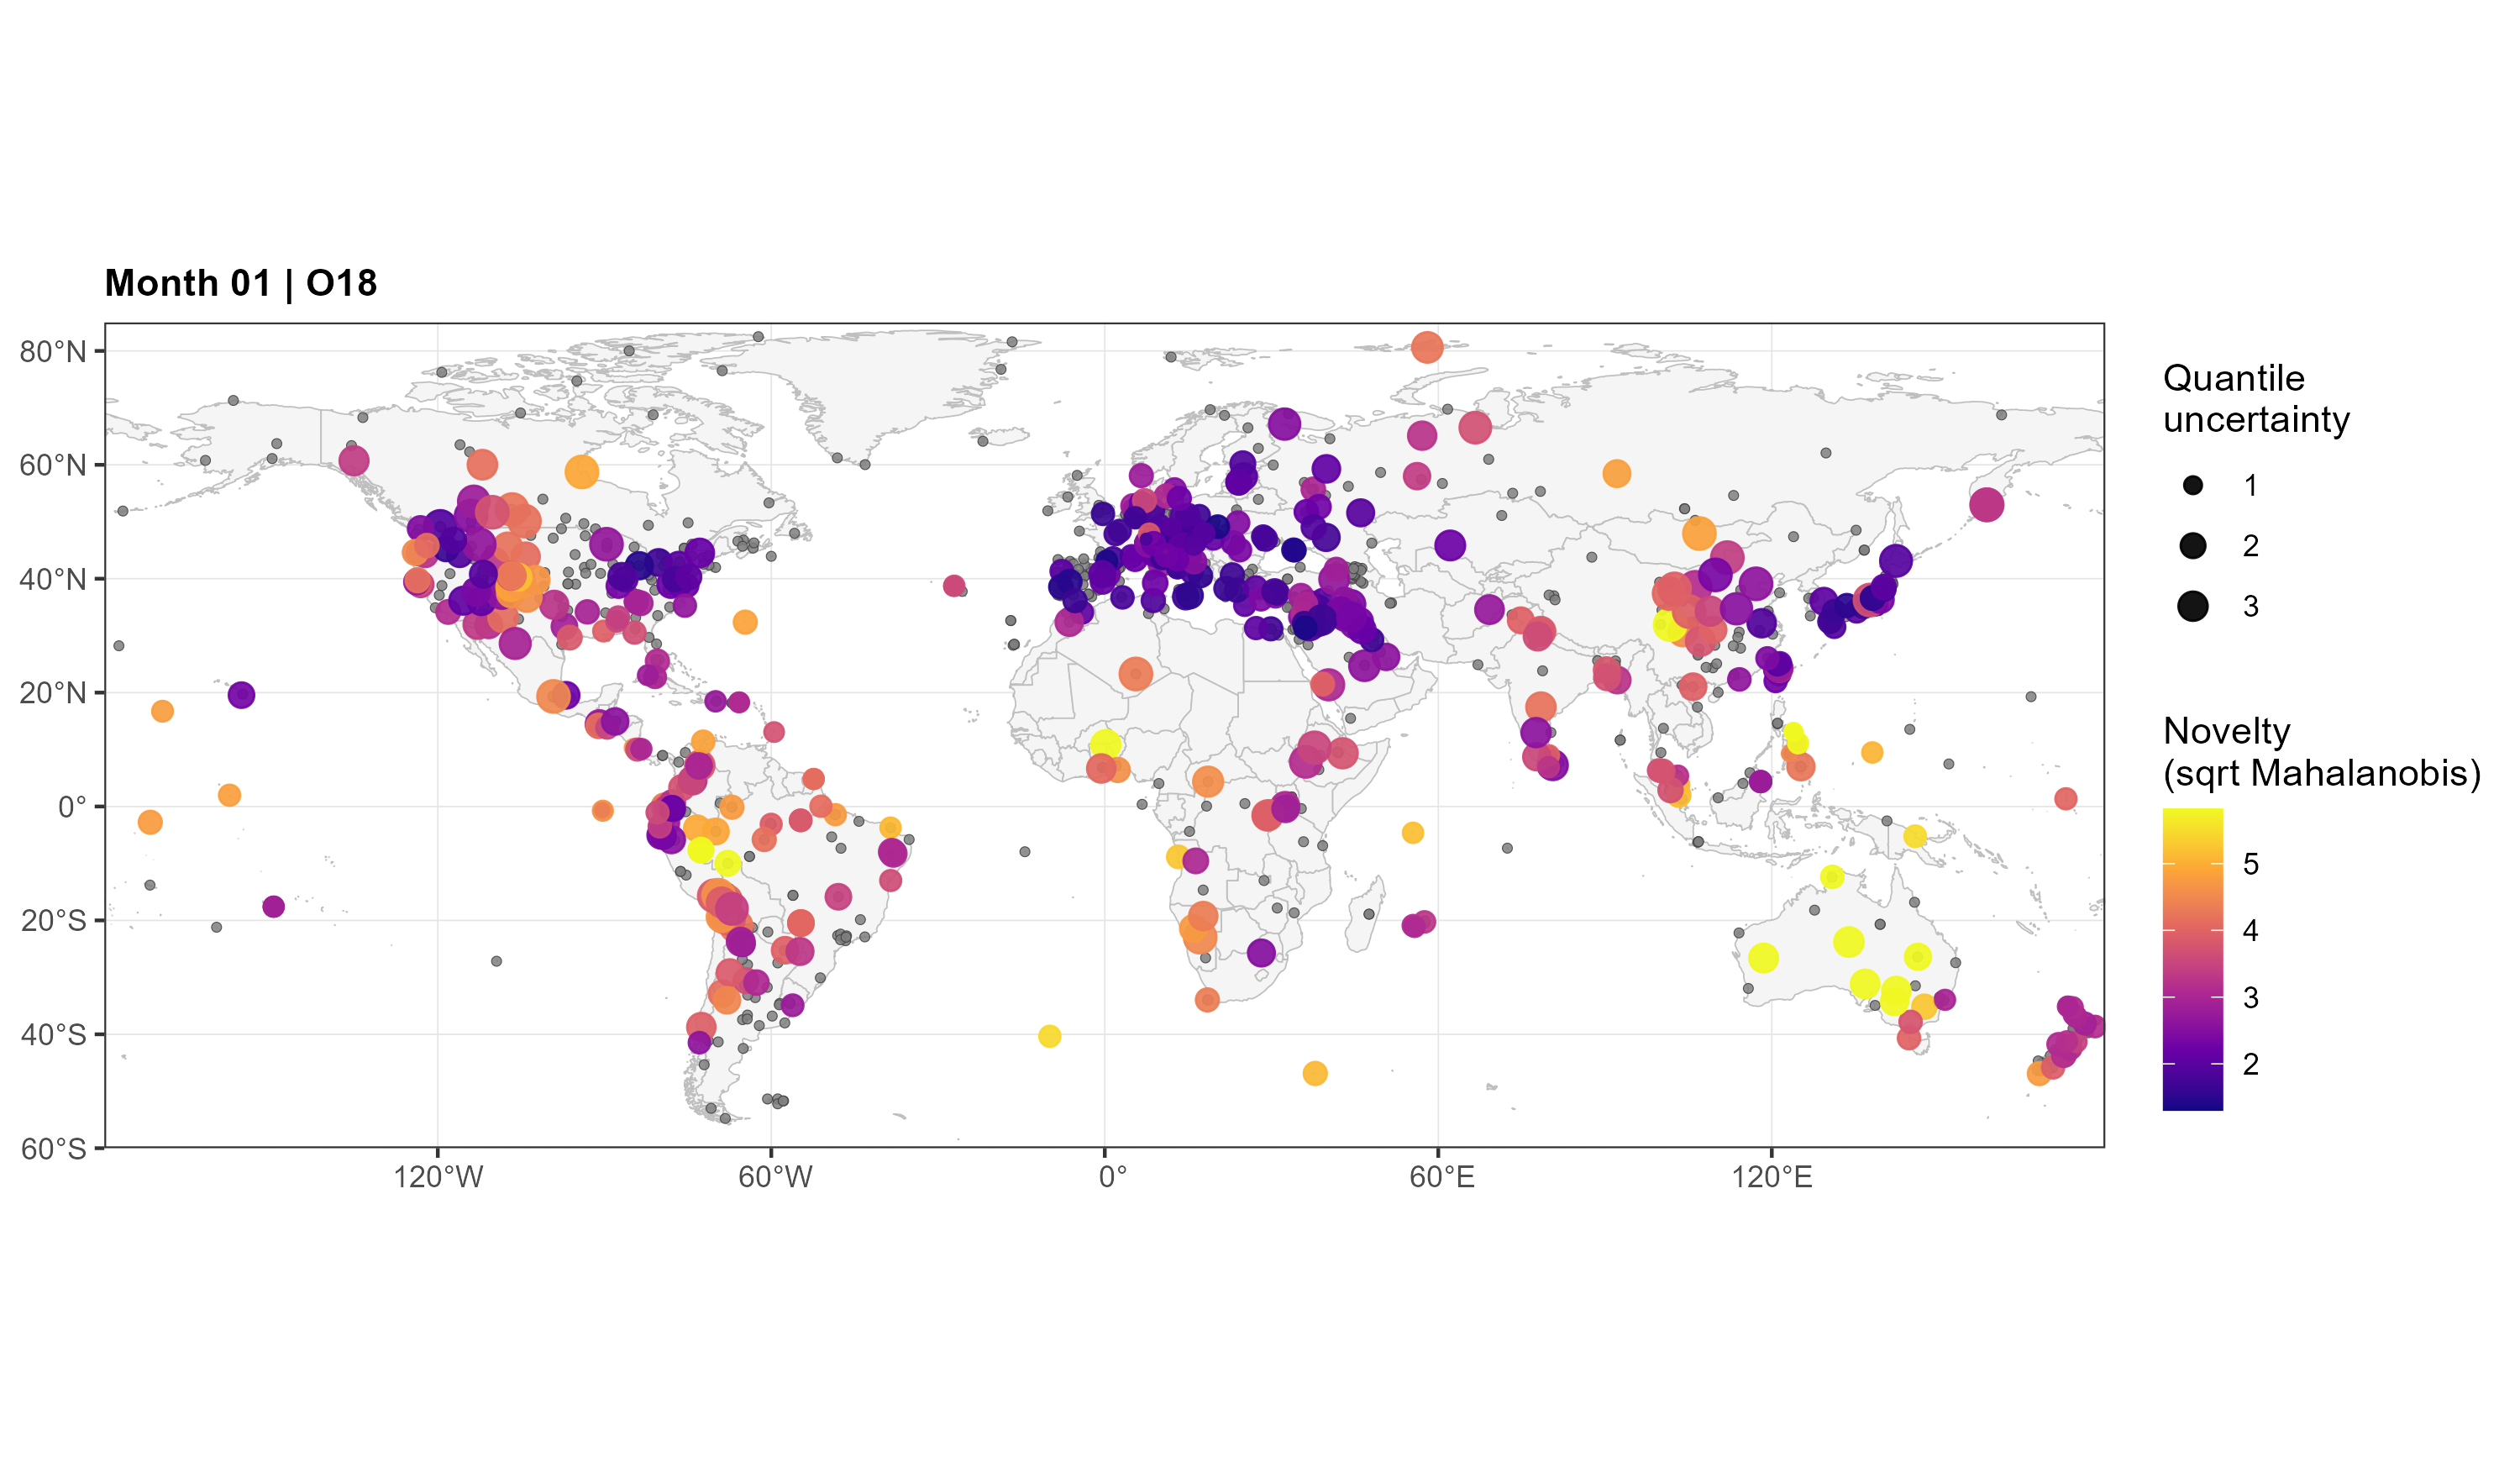 Month 01 | O18
80°N
60°N
40°N
20°N
0°
20°S
40°S
60°S
120°W
60°W
0°
60°E
120°E
Quantile
uncertainty
1
2
3
Novelty
(sqrt Mahalanobis)
5
4
3
2